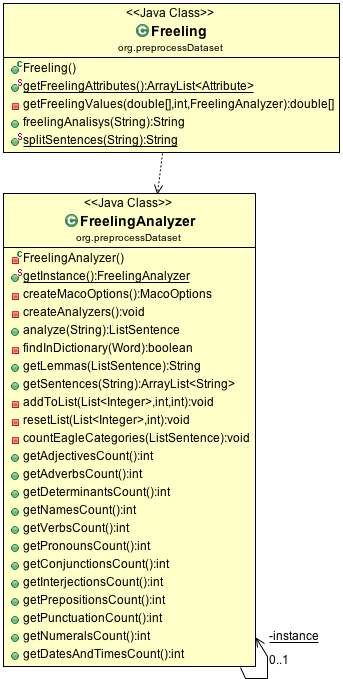 <<Java Class>>
Freeling
org.preprocessDataset
Freeling()
getFreelingAttributes():ArrayList<Attribute>
getFreelingValues(double[],int,FreelingAnalyzer):double[]
freelingAnalisys(String):String
splitSentences(String):String
<<Java Class>>
FreelingAnalyzer
org.preprocessDataset
FreelingAnalyzer()
getInstance():FreelingAnalyzer
createMacoOptions():MacoOptions
createAnalyzers():void
analyze(String):ListSentence
findInDictionary(Word):boolean
getLemmas(ListSentence):String
getSentences(String):ArrayList<String>
addToList(List<Integer>,int,int):void
resetList(List<Integer>,int):void
countEagleCategories(ListSentence):void
getAdjectivesCount():int
getAdverbsCount():int
getDeterminantsCount():int
getNamesCount():int
getVerbsCount():int
getPronounsCount():int
getConjunctionsCount():int
getInterjectionsCount():int
getPrepositionsCount():int
getPunctuationCount():int
getNumeralsCount():int
getDatesAndTimesCount():int
-instance
0..1